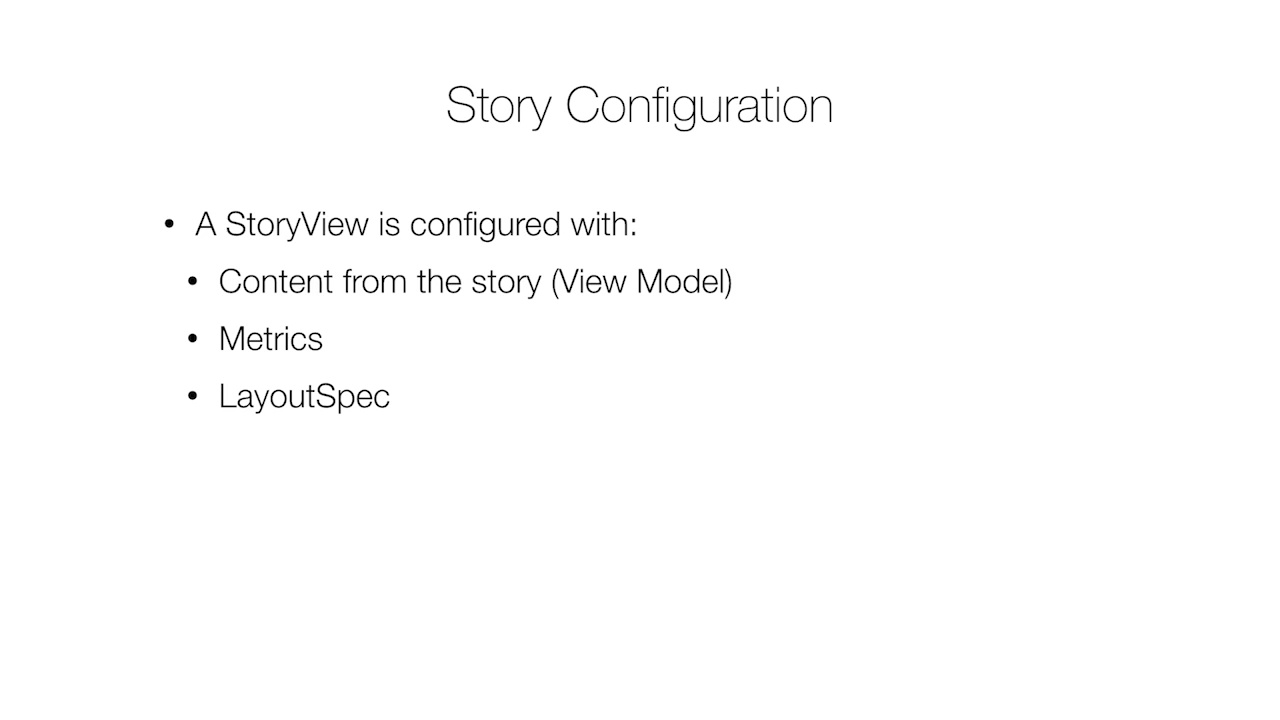 Story Configuration
• A StoryView is configured with:
• Content from the story (View Model)
• Metrics
• LayoutSpec